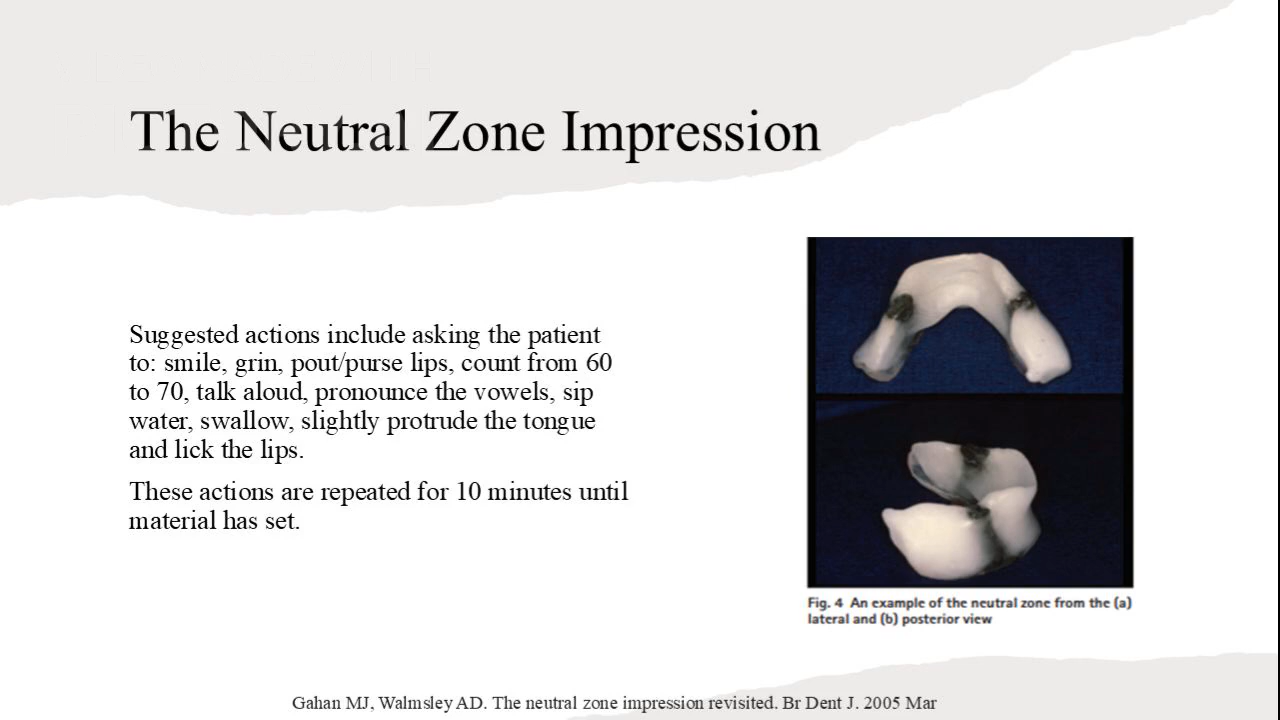 The Neutral Zone Impression
Suggested actions include asking the patient
to: smile, grin, pout/purse lips, count from 60
to 70, talk aloud, pronounce the vowels, sip
water, swallow, slightly protrude the tongue
and lick the lips.
These actions are repeated for 10 minutes until
material has set.
Fig. 4 An example of the neutral zone from the (a)
lateral and (b) posterior view
Gahan MJ, Walmsley AD. The neutral zone impression revisited. Br Dent J. 2005 Mar